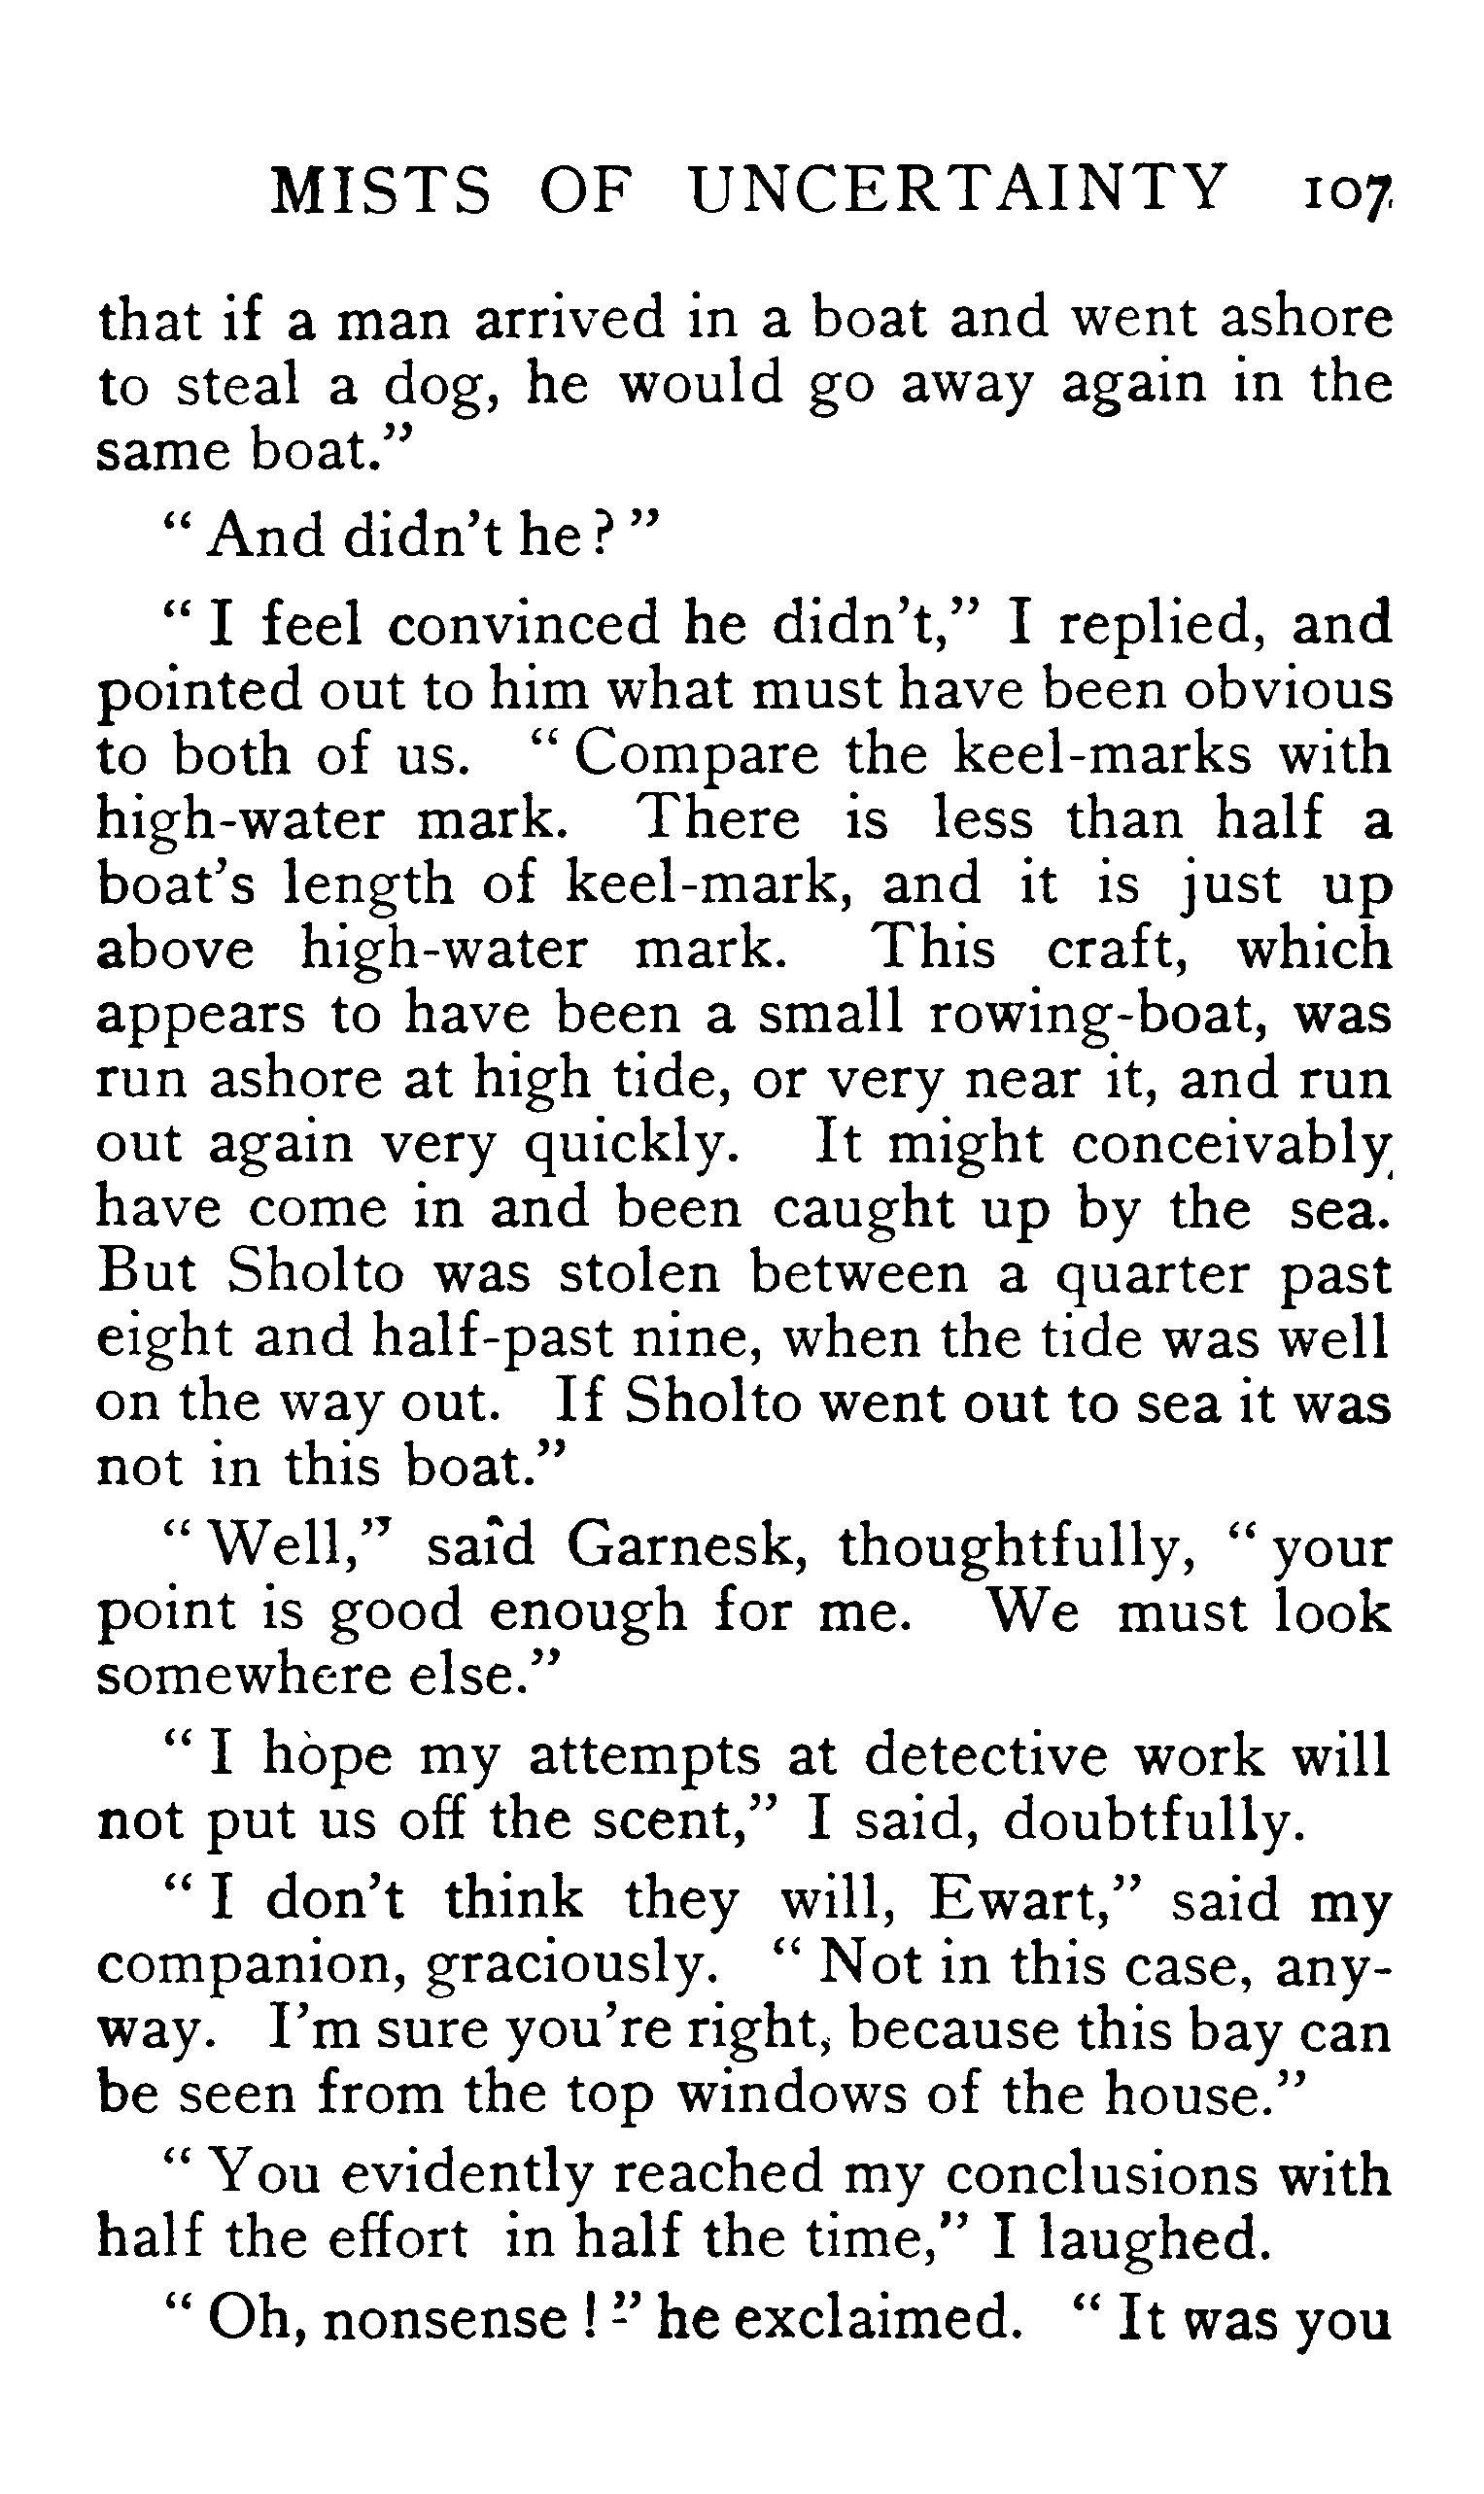 MISTS OF UNCERTAINTY 107
that if a man arrived in a boat and went ashore
to steal a dog, he would go away again in the
same boat.”
“ And didn't he ? ”
“ I feel convinced he didn't,” I replied, and
pointed out to him what must have been obvious
to both of us. “ Compare the keel-marks with
high-water mark. There is less than half a
boat's length of keel-mark, and it is just up
above high-water mark. This craft, which
appears to have been a small rowing-boat, was
run ashore at high tide, or very near it, and run
out again very quickly. It might conceivably
have come in and been caught up by the sea.
But Sholto was stolen between a quarter past
eight and half-past nine, when the tide was well
on the way out. If Sholto went out to sea it was
not in this boat.”
“ Well,” said Garnesk, thoughtfully, “ your
point is good enough for me. We must look
somewhere else.”
“ I hope my attempts at detective work will
not put us off the scent,” I said, doubtfully.
“ I don't think they will, Ewart,” said my
companion, graciously. “ Not in this case, any-
way. I'm sure you're right, because this bay can
be seen from the top windows of the house.”
“ You evidently reached my conclusions with
half the effort in half the time,” I laughed.
“ Oh, nonsense ! ” he exclaimed. “ It was you